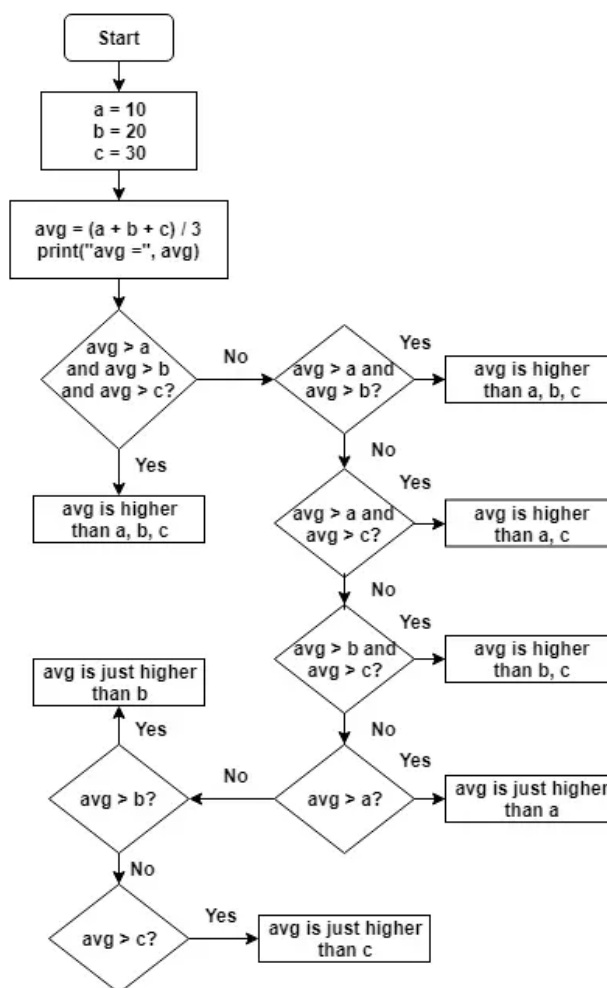 Start
a = 10
b = 20
c = 30
avg = (a + b + c) / 3
print("avg =", avg)
avg > a
and avg > b
and avg > c?
No
avg > a and
avg > b?
Yes
avg is higher
than a, b, c
Yes
avg is higher
than a, b, c
No
avg > a and
avg > c?
Yes
avg is higher
than a, c
No
avg > b and
avg > c?
Yes
avg is higher
than b, c
No
avg > a?
Yes
avg is just higher
than a
No
avg > b?
Yes
avg is just higher
than b
No
avg > c?
Yes
avg is just higher
than c